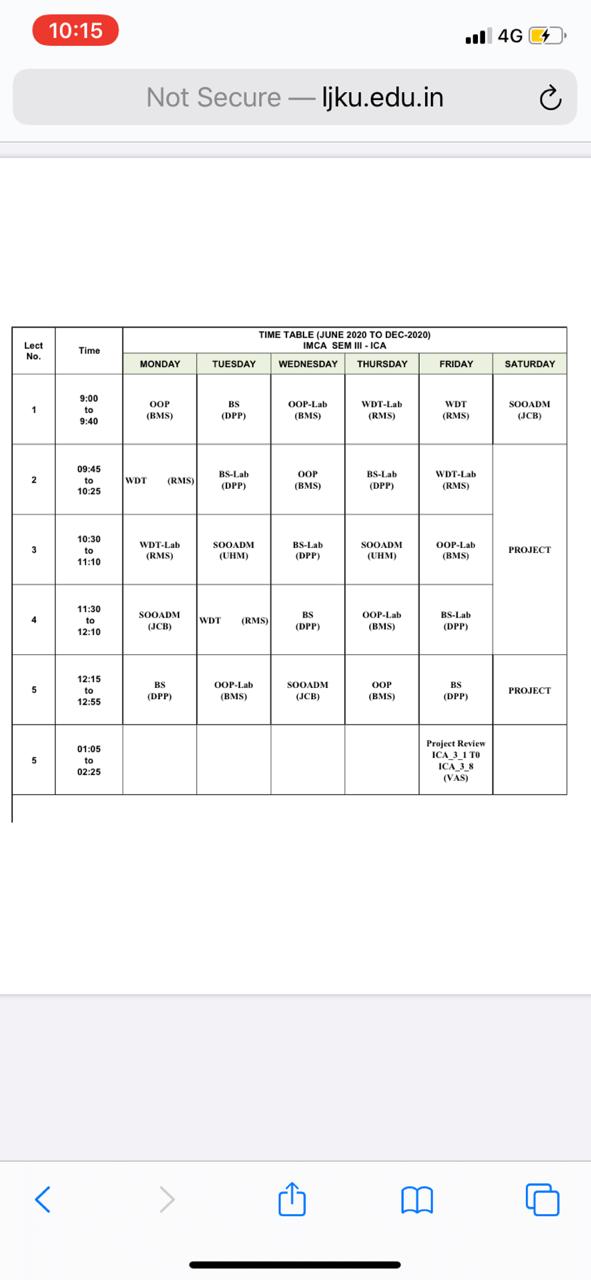 10:15
4G
Not Secure — ljku.edu.in
Lect No.
Time
TIME TABLE (JUNE 2020 TO DEC-2020)
IMCA SEM III - ICA
MONDAY TUESDAY WEDNESDAY THURSDAY FRIDAY SATURDAY
1 9:00 to 9:40 OOP (BMS) BS (DPP) OOP-Lab (BMS) WDT-Lab (RMS) WDT (RMS) SOOADM (JCB)
2 09:45 to 10:25 WDT (RMS) BS-Lab (DPP) OOP (BMS) BS-Lab (DPP) WDT-Lab (RMS)
3 10:30 to 11:10 WDT-Lab (RMS) SOOADM (UHM) BS-Lab (DPP) SOOADM (UHM) OOP-Lab (BMS) PROJECT
4 11:30 to 12:10 SOOADM (JCB) WDT (RMS) BS (DPP) OOP-Lab (BMS) BS-Lab (DPP)
5 12:15 to 12:55 BS (DPP) OOP-Lab (BMS) SOOADM (JCB) OOP (BMS) BS (DPP) PROJECT
5 01:05 to 02:25 Project Review ICA_3_1 T0 ICA_3_8 (VAS)